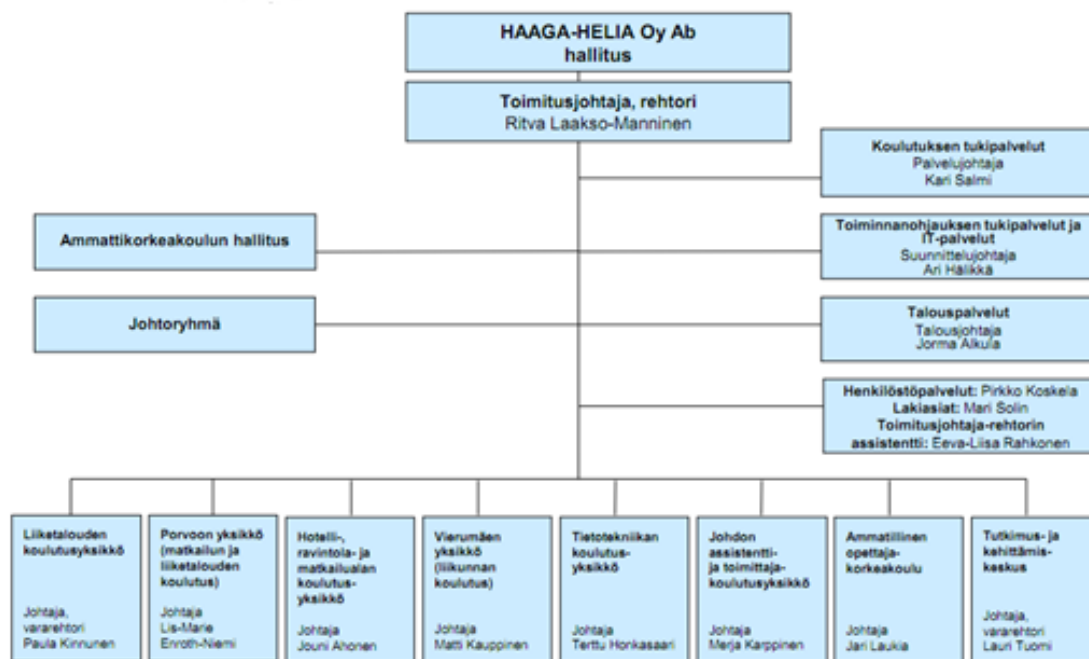 HAAGA-HELIA Oy Ab
hallitus
Toimitusjohtaja, rehtori
Ritva Laakso-Manninen
Koulutuksen tukipalvelut
Palvelujohtaja
Kari Salmi
Ammattikorkeakoulun hallitus
Toiminnanohjauksen tukipalvelut ja
IT-palvelut
Suunnittelujohtaja
Ari Hälikkä
Johtoryhmä
Talouspalvelut
Talousjohtaja
Jorma Alkula
Henkilöstöpalvelut: Pirkko Koskela
Lakiasiat: Mari Solin
Toimitusjohtaja-rehtorin
assistentti: Eeva-Liisa Rahkonen
Liiketalouden
koulutusyksikkö
Johtaja,
vararehtori
Paula Kinnunen
Porvoon yksikkö
(matkailun ja
liiketalouden
koulutus)
Johtaja
Lis-Marie
Enroth-Niemi
Hotelli-,
ravintola- ja
matkailualan
koulutus-
yksikkö
Johtaja
Jouni Ahonen
Vierumäen
yksikkö
(liikunnan
koulutus)
Johtaja
Matti Kauppinen
Tietotekniikan
koulutus-
yksikkö
Johtaja
Terttu Honkasaari
Johdon
assistentti-
ja toimittaja-
koulutusyksikkö
Johtaja
Merja Karppinen
Ammatillinen
opettaja-
korkeakoulu
Johtaja
Jari Laukia
Tutkimus- ja
kehittämis-
keskus
Johtaja,
vararehtori
Lauri Tuomi